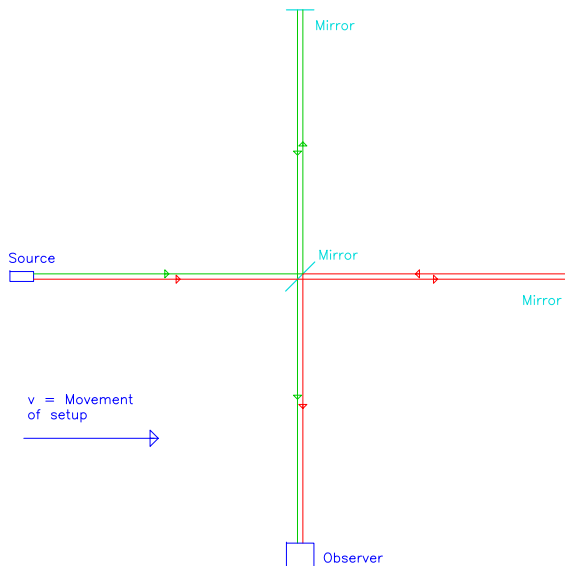 Mirror
Source
Mirror
Mirror
v = Movement
of setup
Observer